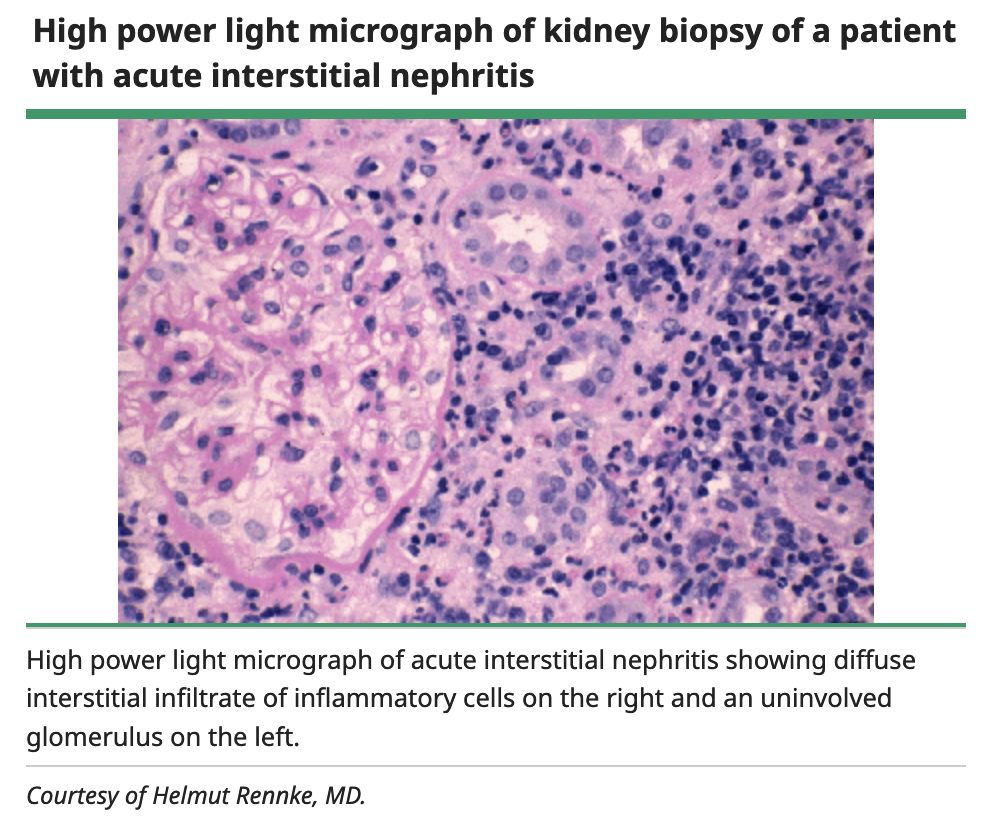 High power light micrograph of kidney biopsy of a patient
with acute interstitial nephritis
High power light micrograph of acute interstitial nephritis showing diffuse
interstitial infiltrate of inflammatory cells on the right and an uninvolved
glomerulus on the left.
Courtesy of Helmut Rennke, MD.